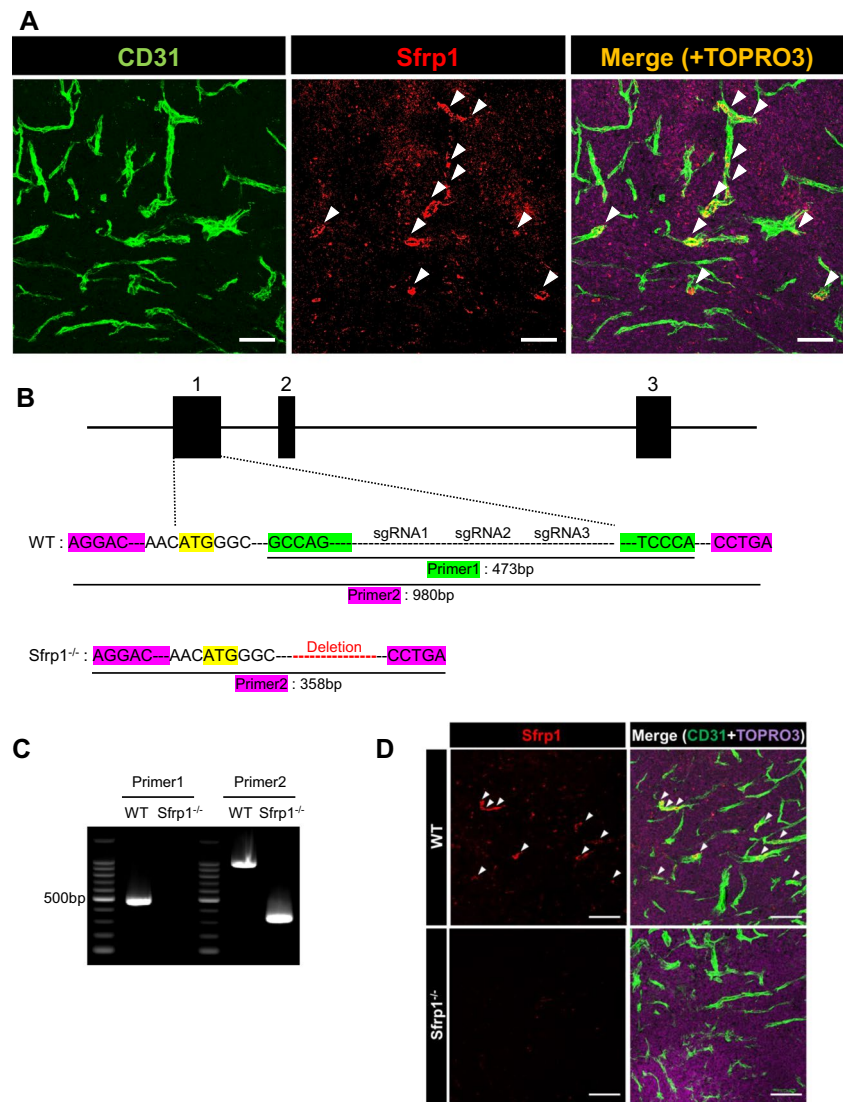 A
CD31 Sfrp1 Merge (+TOPRO3)
B
1 2 3
WT : AGGAC---AACATGGGC---GCCAG---- sgRNA1 sgRNA2 sgRNA3 ----TCCCA---CCTGA
Primer1 : 473bp
Primer2 : 980bp
Sfrp1-/- : AGGAC---AACATGGGC--- Deletion ---CCTGA
Primer2 : 358bp
C
Primer1 Primer2
WT Sfrp1-/- WT Sfrp1-/-
500bp
D
Sfrp1 Merge (CD31+TOPRO3)
WT
Sfrp1-/-